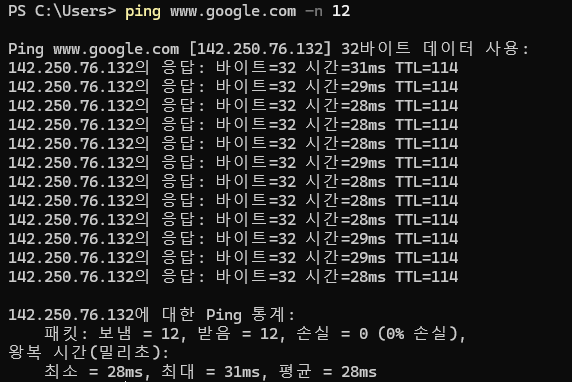 PS C:\Users> ping www.google.com -n 12
Ping www.google.com [142.250.76.132] 32바이트 데이터 사용:
142.250.76.132의 응답: 바이트=32 시간=31ms TTL=114
142.250.76.132의 응답: 바이트=32 시간=29ms TTL=114
142.250.76.132의 응답: 바이트=32 시간=28ms TTL=114
142.250.76.132의 응답: 바이트=32 시간=28ms TTL=114
142.250.76.132의 응답: 바이트=32 시간=28ms TTL=114
142.250.76.132의 응답: 바이트=32 시간=29ms TTL=114
142.250.76.132의 응답: 바이트=32 시간=28ms TTL=114
142.250.76.132의 응답: 바이트=32 시간=28ms TTL=114
142.250.76.132의 응답: 바이트=32 시간=28ms TTL=114
142.250.76.132의 응답: 바이트=32 시간=29ms TTL=114
142.250.76.132의 응답: 바이트=32 시간=29ms TTL=114
142.250.76.132의 응답: 바이트=32 시간=28ms TTL=114
142.250.76.132에 대한 Ping 통계:
패킷: 보냄 = 12, 받음 = 12, 손실 = 0 (0% 손실),
왕복 시간(밀리초):
최소 = 28ms, 최대 = 31ms, 평균 = 28ms